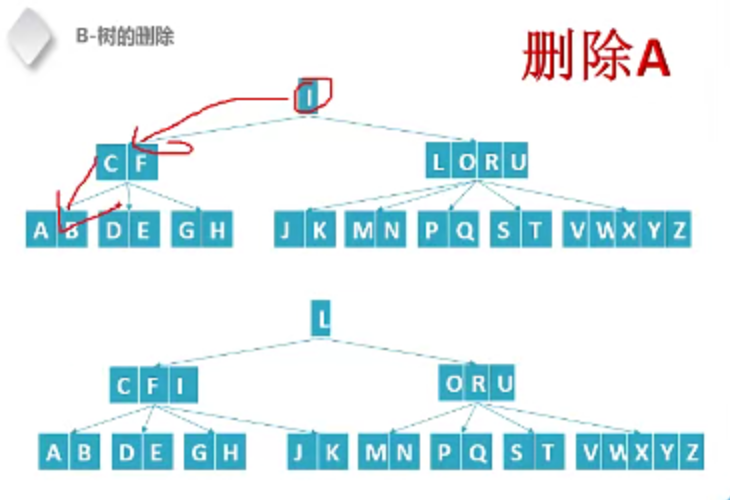 B-树的删除
删除A
I
C F
L O R U
A B D E G H J K M N P Q S T V W X Y Z
L
C F I
O R U
A B D E G H J K M N P Q S T V W X Y Z